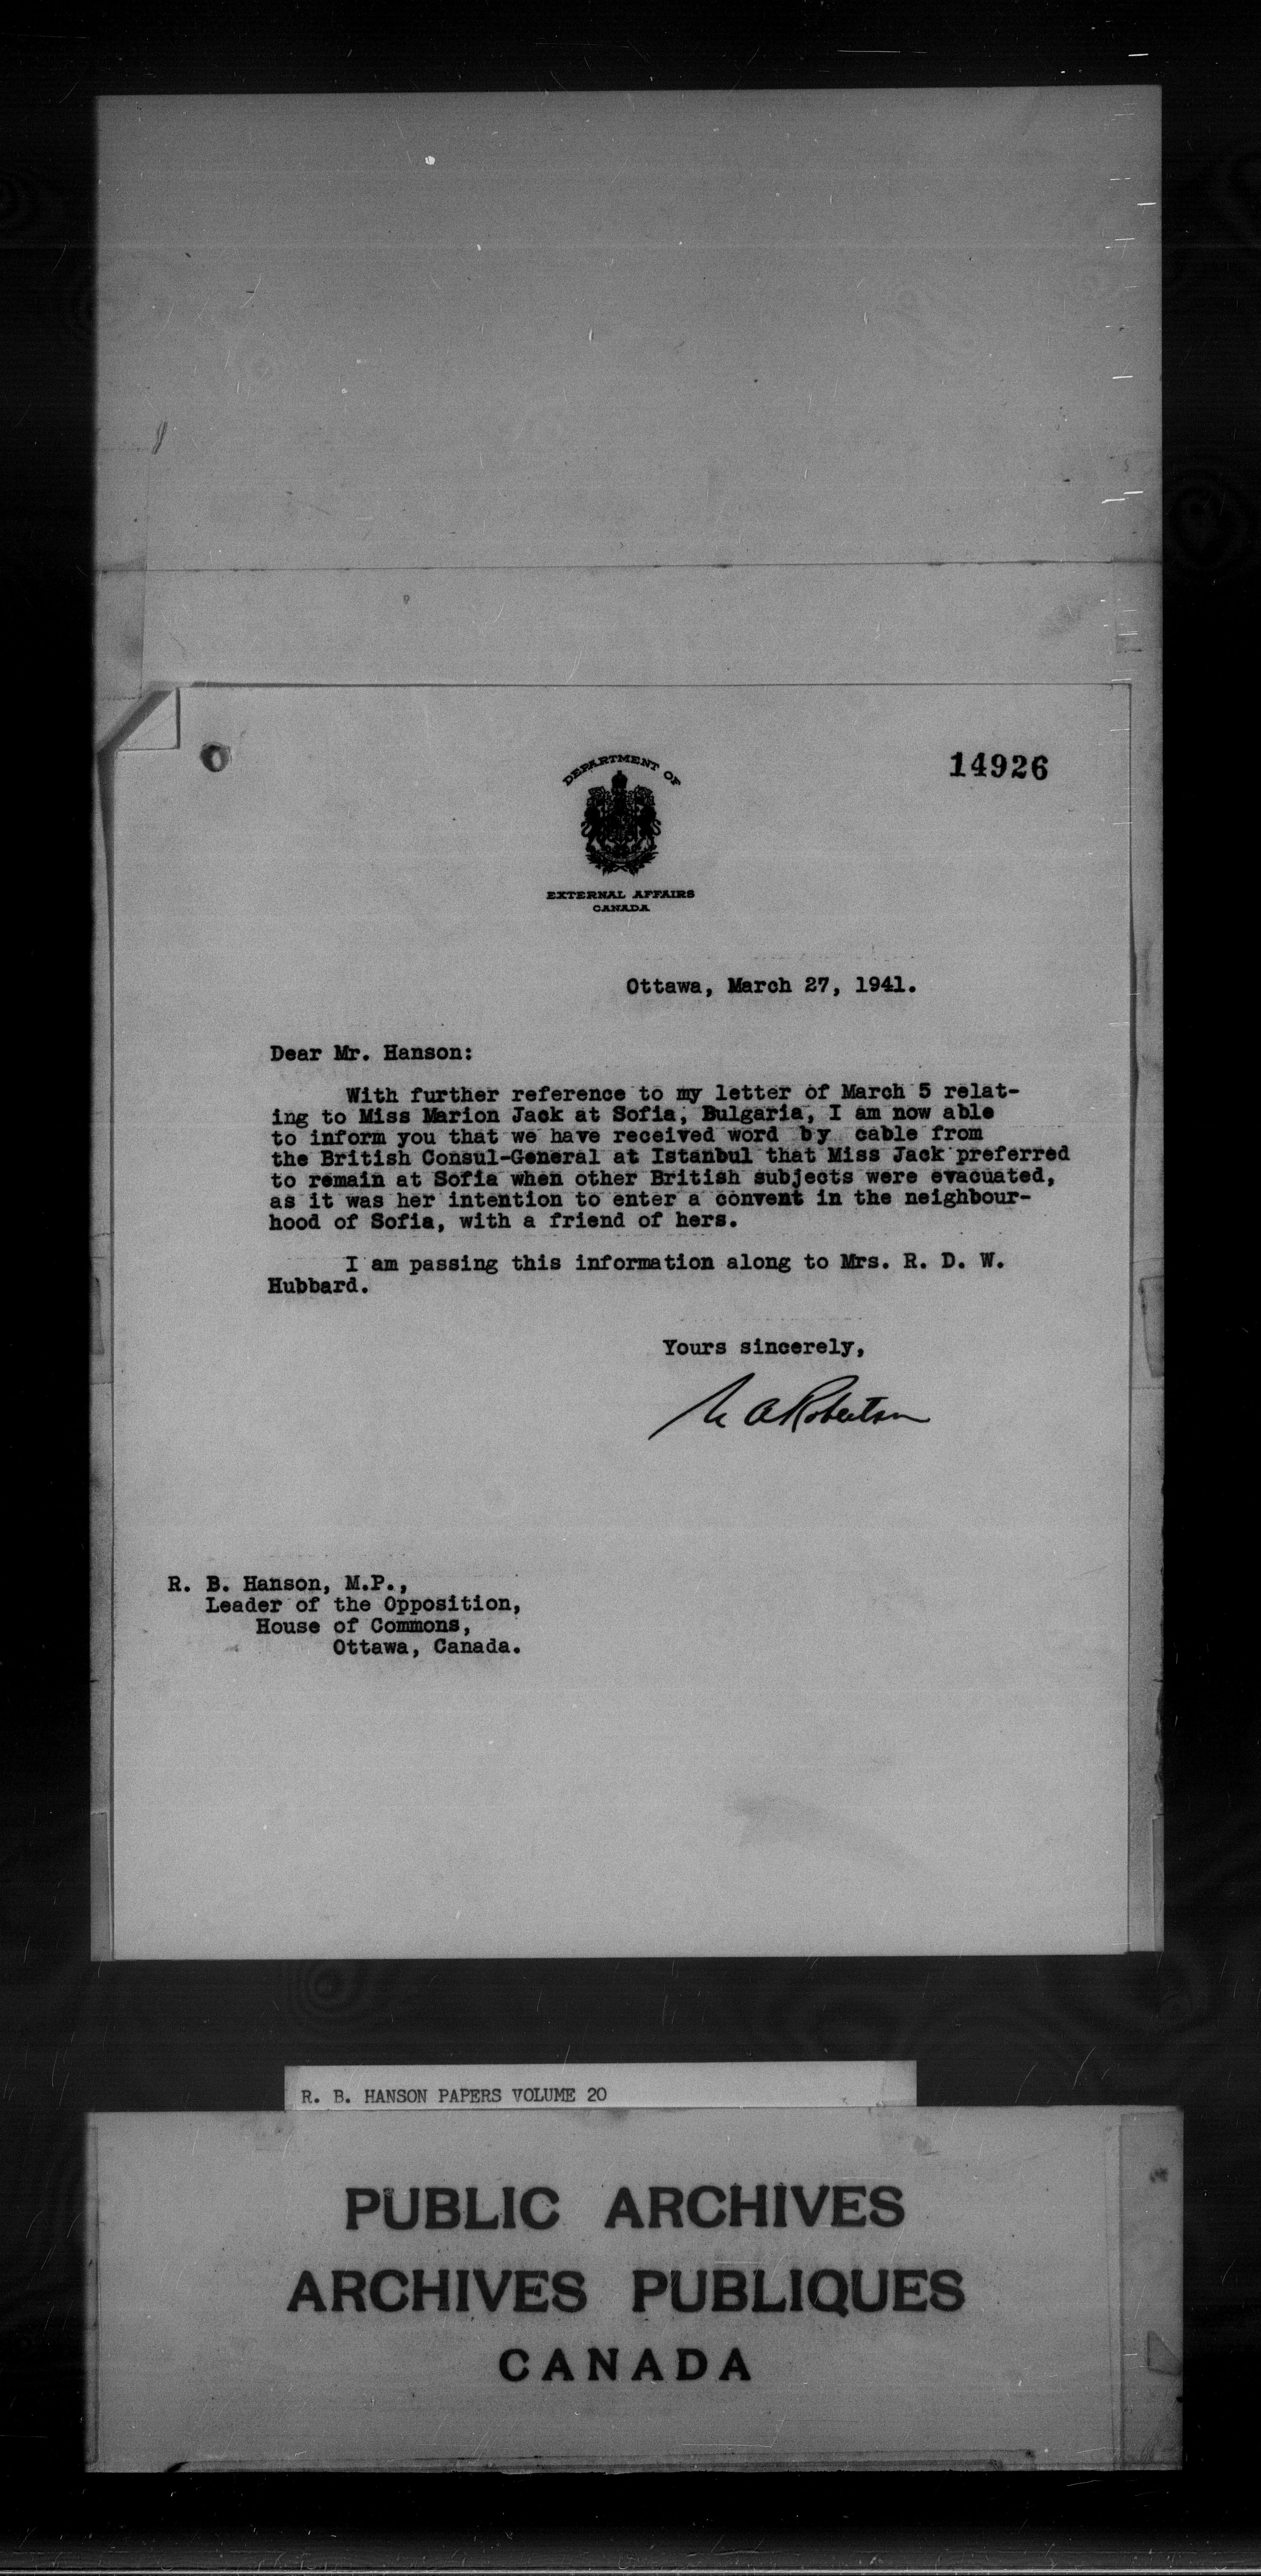 14926
DEPARTMENT OF
EXTERNAL AFFAIRS
CANADA
Ottawa, March 27, 1941.
Dear Mr. Hanson:
With further reference to my letter of March 5 relat-
ing to Miss Marion Jack at Sofia, Bulgaria, I am now able
to inform you that we have received word by cable from
the British Consul-General at Istanbul that Miss Jack preferred
to remain at Sofia when other British subjects were evacuated,
as it was her intention to enter a convent in the neighbour-
hood of Sofia, with a friend of hers.
I am passing this information along to Mrs. R. D. W.
Hubbard.
Yours sincerely,
N A Robertson
R. B. Hanson, M.P.,
Leader of the Opposition,
House of Commons,
Ottawa, Canada.
R. B. HANSON PAPERS VOLUME 20
PUBLIC ARCHIVES
ARCHIVES PUBLIQUES
CANADA